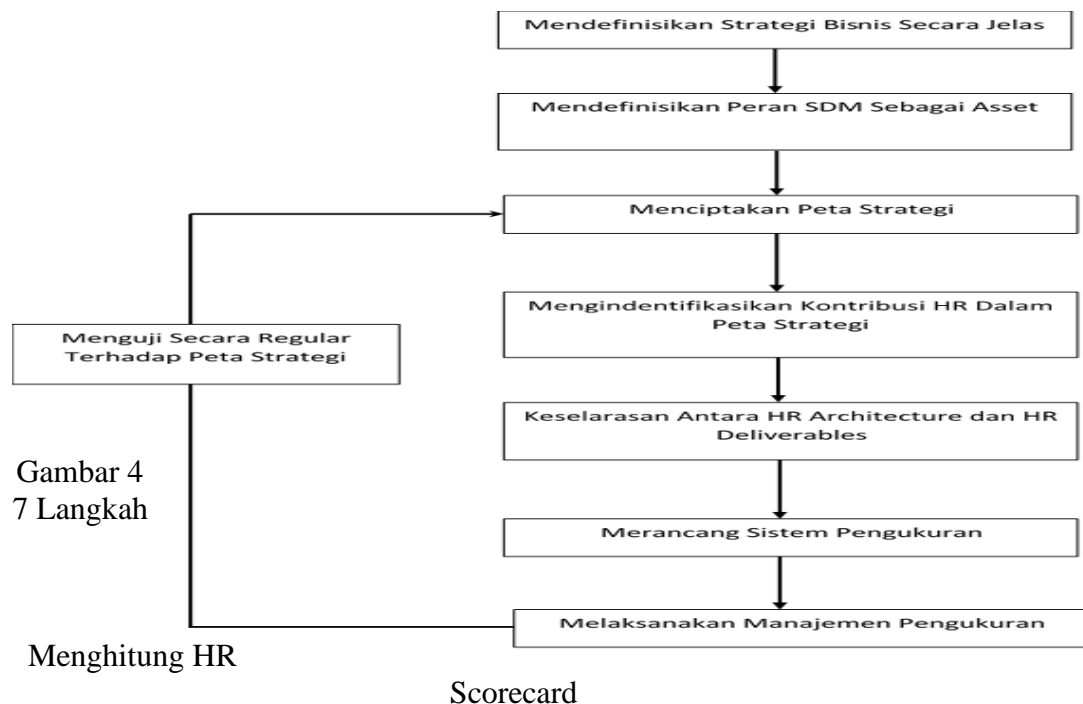 Mendefinisikan Strategi Bisnis Secara Jelas
Mendefinisikan Peran SDM Sebagai Asset
Menciptakan Peta Strategi
Mengindentifikasikan Kontribusi HR Dalam
Peta Strategi
Menguji Secara Regular
Terhadap Peta Strategi
Keselarasan Antara HR Architecture dan HR
Deliverables
Merancang Sistem Pengukuran
Melaksanakan Manajemen Pengukuran
Gambar 4
7 Langkah
Menghitung HR
Scorecard